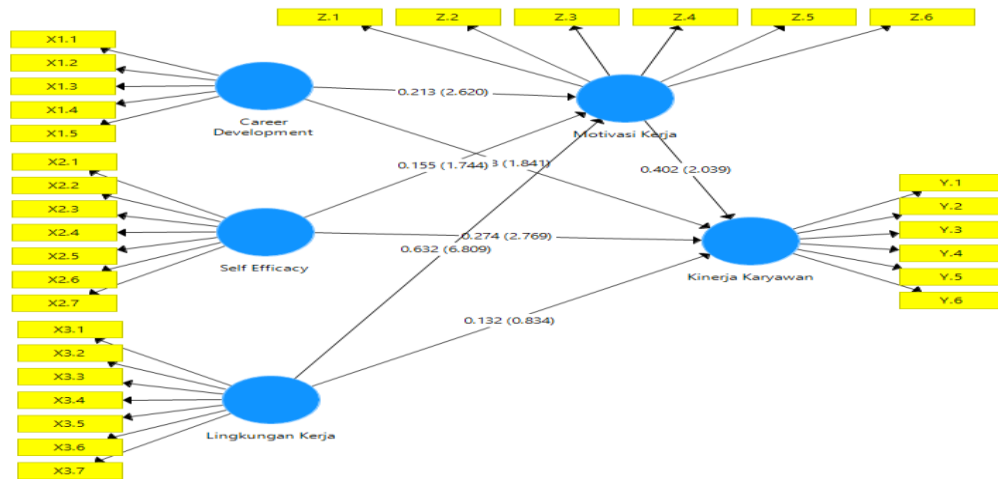 Z.1
Z.2
Z.3
Z.4
Z.5
Z.6
X1.1
X1.2
X1.3
X1.4
X1.5
Career
Development
0.213 (2.620)
Motivasi Kerja
X2.1
X2.2
X2.3
X2.4
X2.5
X2.6
X2.7
Self Efficacy
0.155 (1.744)
(1.841)
0.402 (2.039)
0.274 (2.769)
0.632 (6.809)
Y.1
Y.2
Y.3
Y.4
Y.5
Y.6
Kinerja Karyawan
0.132 (0.834)
X3.1
X3.2
X3.3
X3.4
X3.5
X3.6
X3.7
Lingkungan Kerja